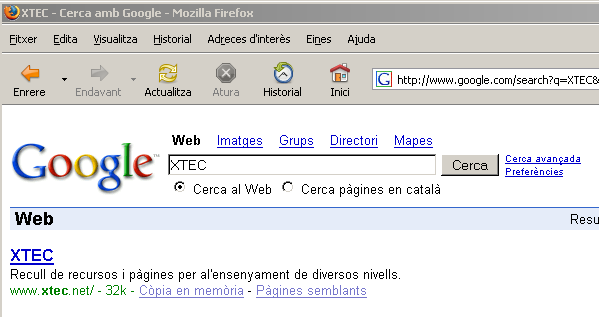 XTEC - Cerca amb Google - Mozilla Firefox
Fitxer Edita Visualitza Historial Adreces d'interès Eines Ajuda
Enrere Endavant Actualitza Atura Historial Inici G http://www.google.com/search?q=XTEC&
Web Imatges Grups Directori Mapes
Google™ XTEC Cerca Cerca avançada
Preferències
Cerca al Web Cerca pàgines en català
Web Resu
XTEC
Recull de recursos i pàgines per al'ensenyament de diversos nivells.
www.xtec.net/ - 32k - Còpia en memòria - Pàgines semblants